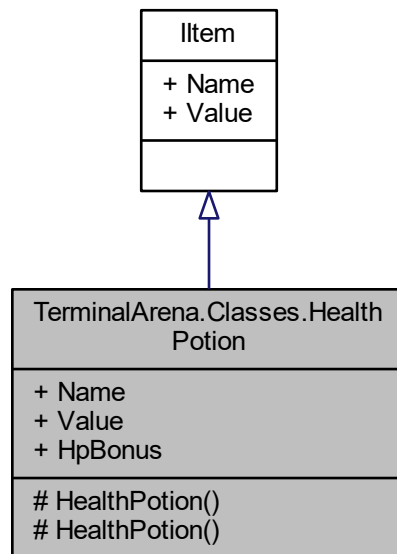 IItem
+ Name
+ Value
TerminalArena.Classes.Health
Potion
+ Name
+ Value
+ HpBonus
# HealthPotion()
# HealthPotion()